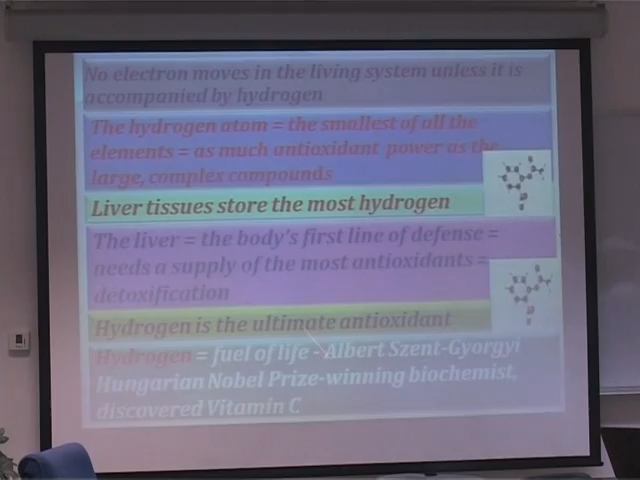 No electron moves in the living system unless it is
accompanied by hydrogen
The hydrogen atom = the smallest of all the
elements = as much antioxidant power as the
large, complex compounds
Liver tissues store the most hydrogen
The liver = the body's first line of defense =
needs a supply of the most antioxidants =
detoxification
Hydrogen is the ultimate antioxidant
Hydrogen = fuel of life - Albert Szent-Gyorgyi
Hungarian Nobel Prize-winning biochemist,
discovered Vitamin C